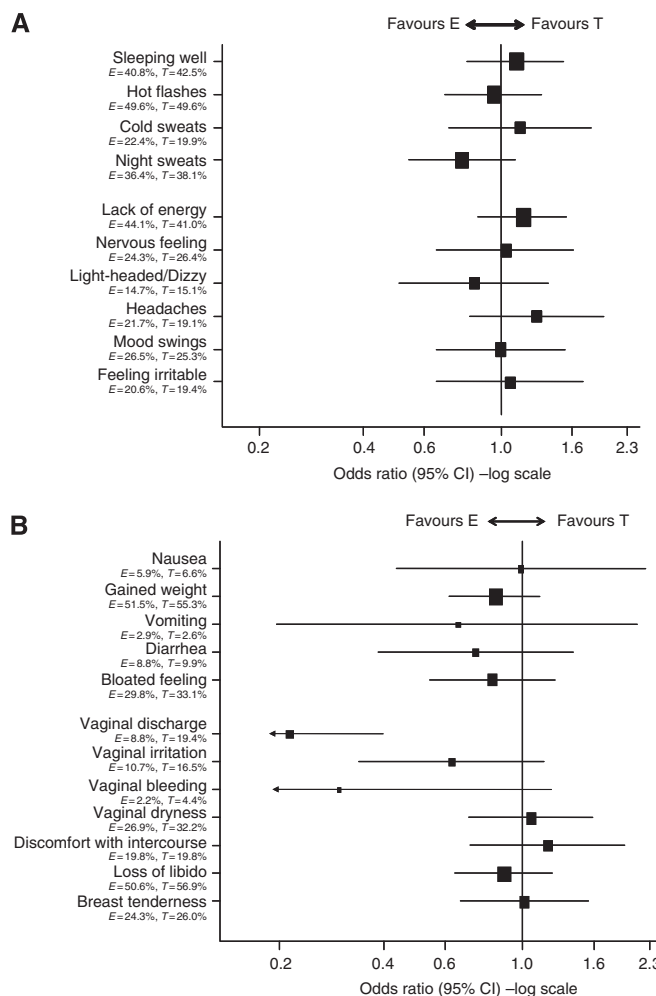 A
Favours E Favours T
Sleeping well
E=40.8%, T=42.5%
Hot flashes
E=49.6%, T=49.6%
Cold sweats
E=22.4%, T=19.9%
Night sweats
E=36.4%, T=38.1%
Lack of energy
E=44.1%, T=41.0%
Nervous feeling
E=24.3%, T=26.4%
Light-headed/Dizzy
E=14.7%, T=15.1%
Headaches
E=21.7%, T=19.1%
Mood swings
E=26.5%, T=25.3%
Feeling irritable
E=20.6%, T=19.4%
0.2 0.4 0.6 1.0 1.6 2.3
Odds ratio (95% CI) –log scale
B
Favours E Favours T
Nausea
E=5.9%, T=6.6%
Gained weight
E=51.5%, T=55.3%
Vomiting
E=2.9%, T=2.6%
Diarrhea
E=8.8%, T=9.9%
Bloated feeling
E=29.8%, T=33.1%
Vaginal discharge
E=8.8%, T=19.4%
Vaginal irritation
E=10.7%, T=16.5%
Vaginal bleeding
E=2.2%, T=4.4%
Vaginal dryness
E=26.9%, T=32.2%
Discomfort with intercourse
E=19.8%, T=19.8%
Loss of libido
E=50.6%, T=56.9%
Breast tenderness
E=24.3%, T=26.0%
0.2 0.4 0.6 1.0 1.6 2.3
Odds ratio (95% CI) –log scale